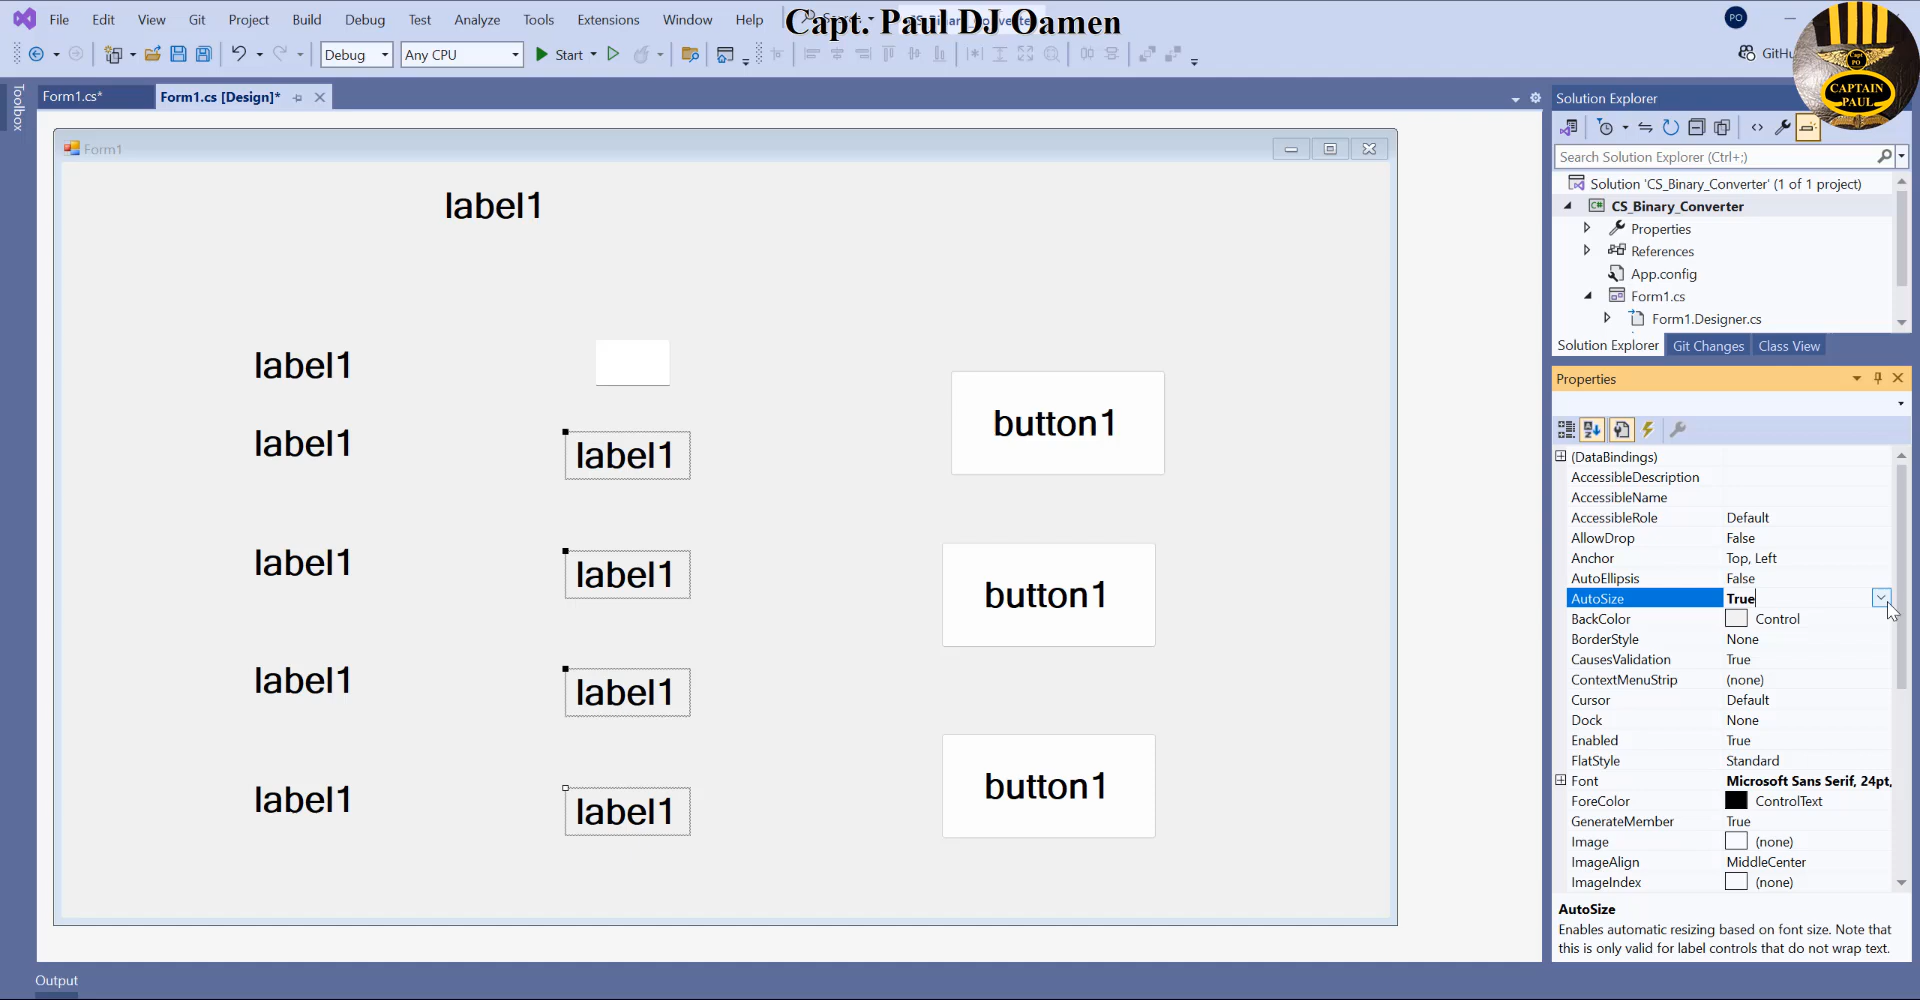 File Edit View Git Project Build Debug Test Analyze Tools Extensions Window Help
Capt. Paul DJ Oamen
PO
Debug Any CPU Start
GitHu
Capt
PO
CAPTAIN
PAUL
Toolbox
Form1.cs* Form1.cs [Design]*
Form1
label1
label1
label1 label1
label1 label1
label1 label1
label1 label1
button1
button1
button1
Solution Explorer
Search Solution Explorer (Ctrl+;)
Solution 'CS_Binary_Converter' (1 of 1 project)
C# CS_Binary_Converter
Properties
References
App.config
Form1.cs
Form1.Designer.cs
Solution Explorer Git Changes Class View
Properties
(DataBindings)
AccessibleDescription
AccessibleName
AccessibleRole Default
AllowDrop False
Anchor Top, Left
AutoEllipsis False
AutoSize True
BackColor Control
BorderStyle None
CausesValidation True
ContextMenuStrip (none)
Cursor Default
Dock None
Enabled True
FlatStyle Standard
Font Microsoft Sans Serif, 24pt,
ForeColor ControlText
GenerateMember True
Image (none)
ImageAlign MiddleCenter
ImageIndex (none)
AutoSize
Enables automatic resizing based on font size. Note that
this is only valid for label controls that do not wrap text.
Output